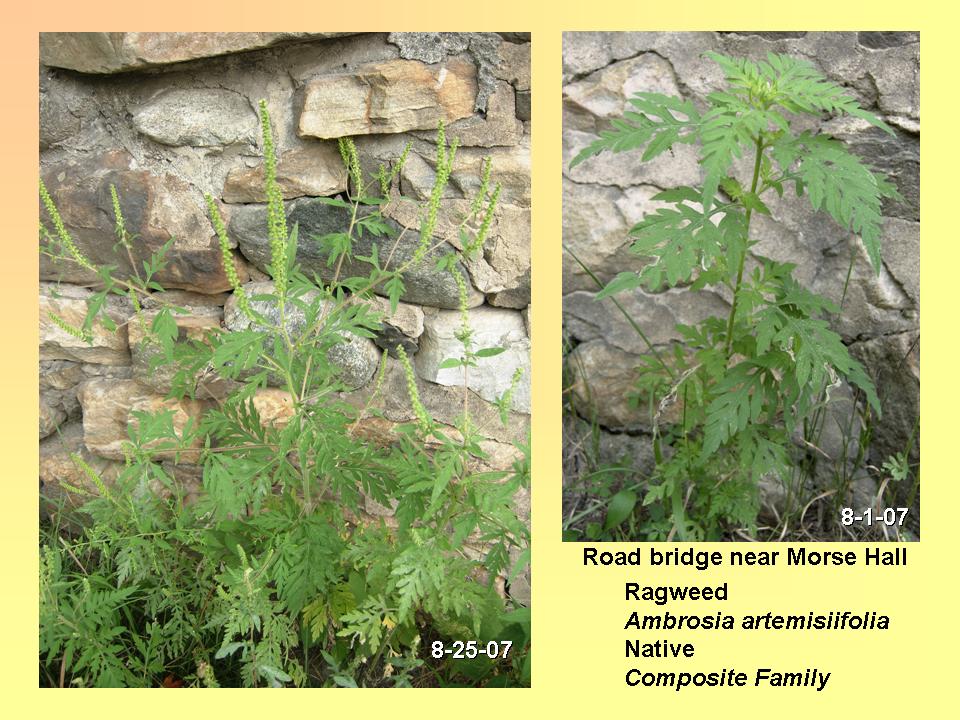 8-25-07
8-1-07
Road bridge near Morse Hall
Ragweed
Ambrosia artemisiifolia
Native
Composite Family